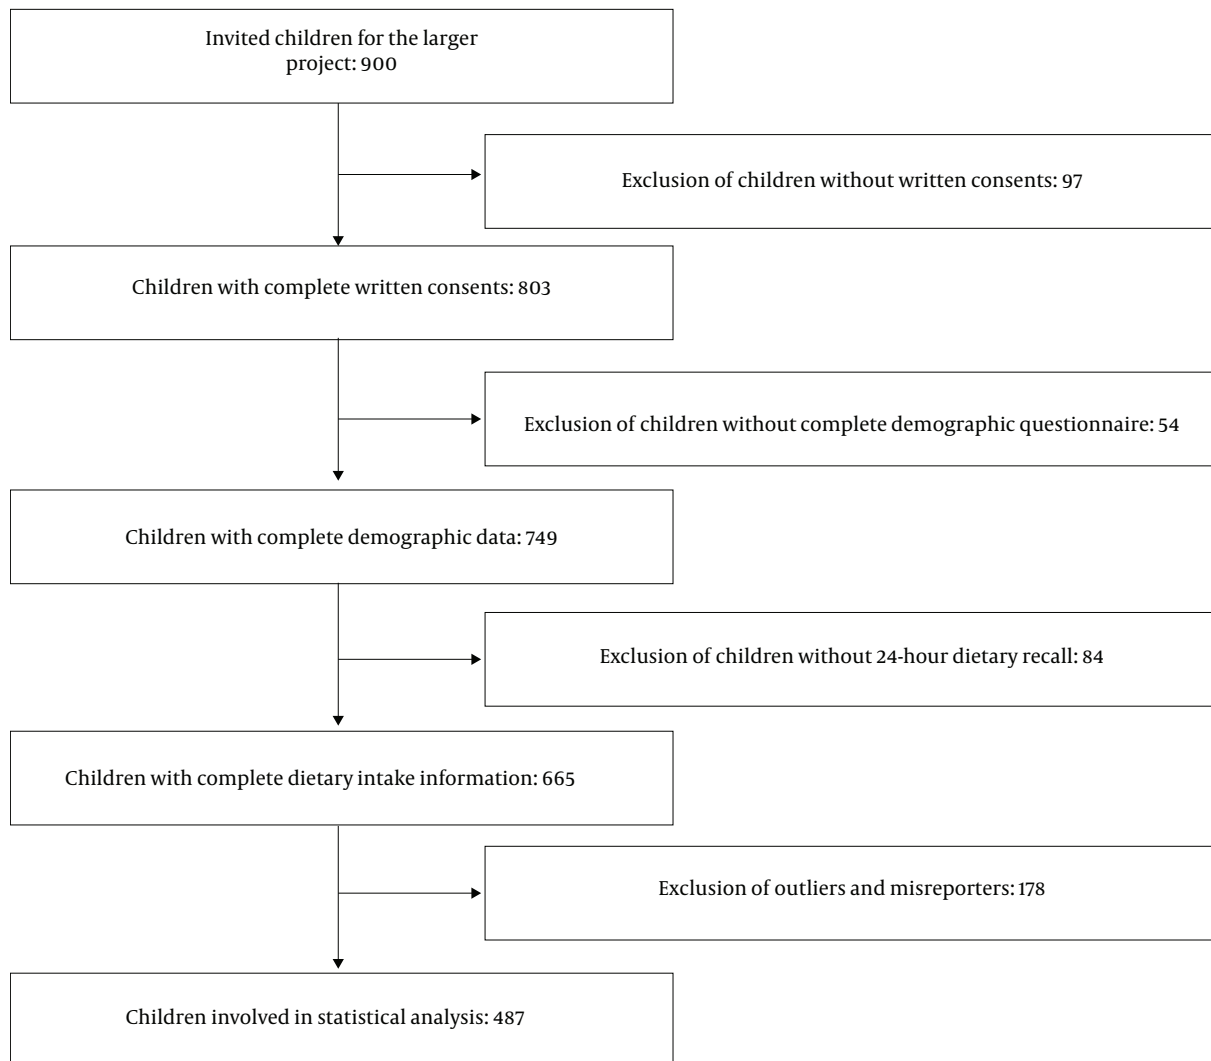 Invited children for the larger
project: 900
Exclusion of children without written consents: 97
Children with complete written consents: 803
Exclusion of children without complete demographic questionnaire: 54
Children with complete demographic data: 749
Exclusion of children without 24-hour dietary recall: 84
Children with complete dietary intake information: 665
Exclusion of outliers and misreporters: 178
Children involved in statistical analysis: 487